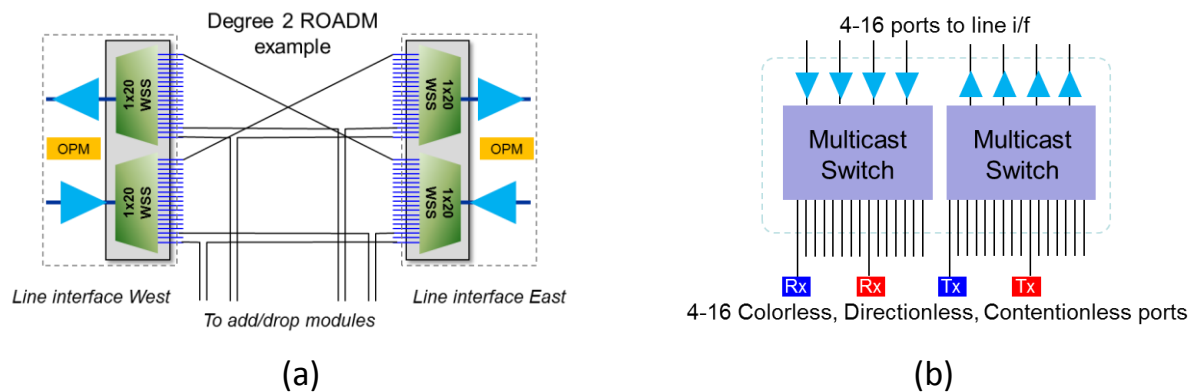 Degree 2 ROADM
example
1x20
WSS
1x20
WSS
OPM
OPM
1x20
WSS
1x20
WSS
Line interface West
Line interface East
To add/drop modules
(a)
4-16 ports to line i/f
Multicast
Switch
Multicast
Switch
Rx
Rx
Tx
Tx
4-16 Colorless, Directionless, Contentionless ports
(b)